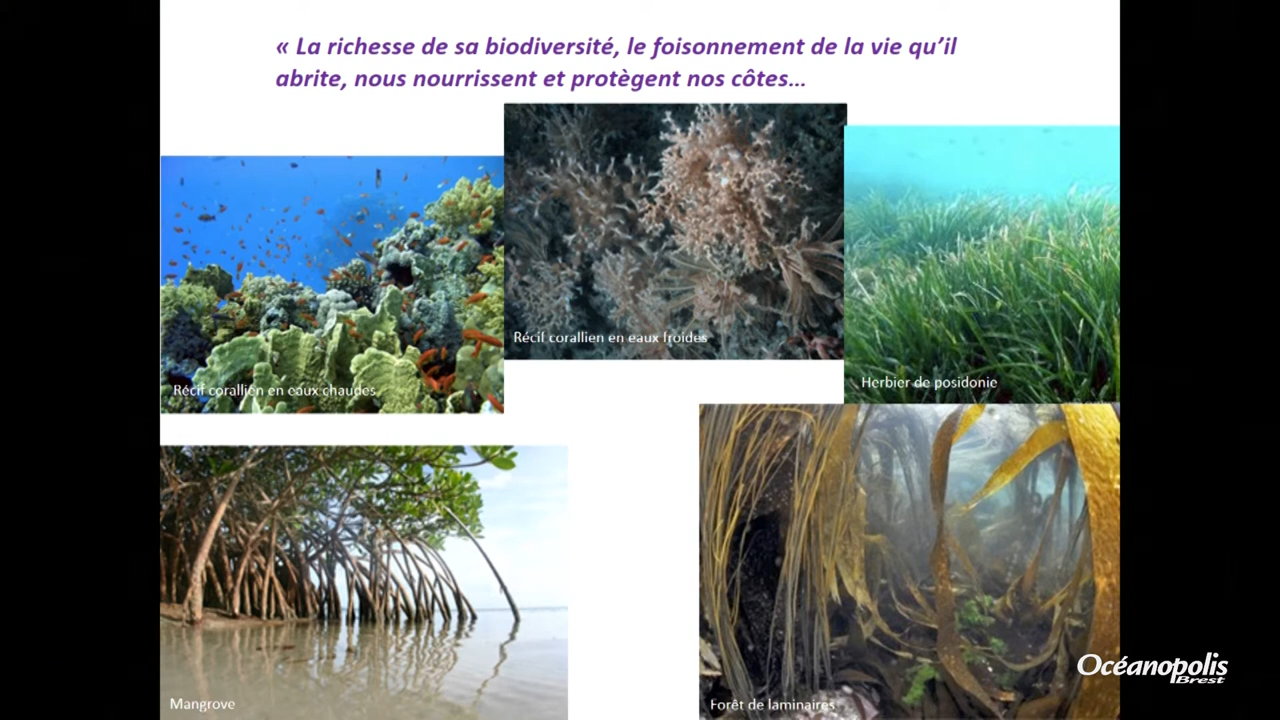 « La richesse de sa biodiversité, le foisonnement de la vie qu’il
abrite, nous nourrissent et protègent nos côtes…
Récif corallien en eaux chaudes
Récif corallien en eaux froides
Herbier de posidonie
Mangrove
Forêt de laminaires
Océanopolis
Brest